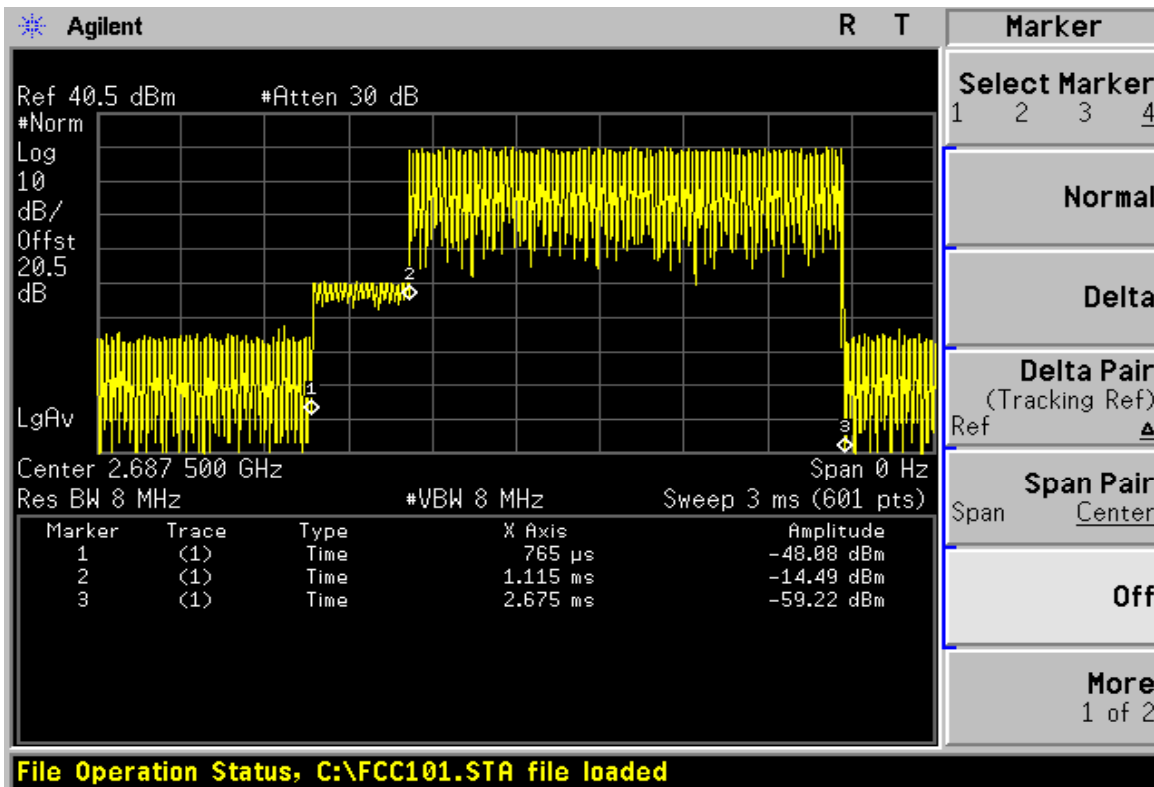 Agilent R T Marker
Ref 40.5 dBm #Atten 30 dB
#Norm
Log
10
dB/
Offst
20.5
dB
LgAv
1
2
3
Center 2.687 500 GHz Span 0 Hz
Res BW 8 MHz #VBW 8 MHz Sweep 3 ms (601 pts)
Marker Trace Type X Axis Amplitude
1 (1) Time 765 µs -48.08 dBm
2 (1) Time 1.115 ms -14.49 dBm
3 (1) Time 2.675 ms -59.22 dBm
Select Marker
1 2 3 4
Normal
Delta
Delta Pair
(Tracking Ref)
Ref Δ
Span Pair
Span Center
Off
More
1 of 2
File Operation Status, C:\FCC101.STA file loaded